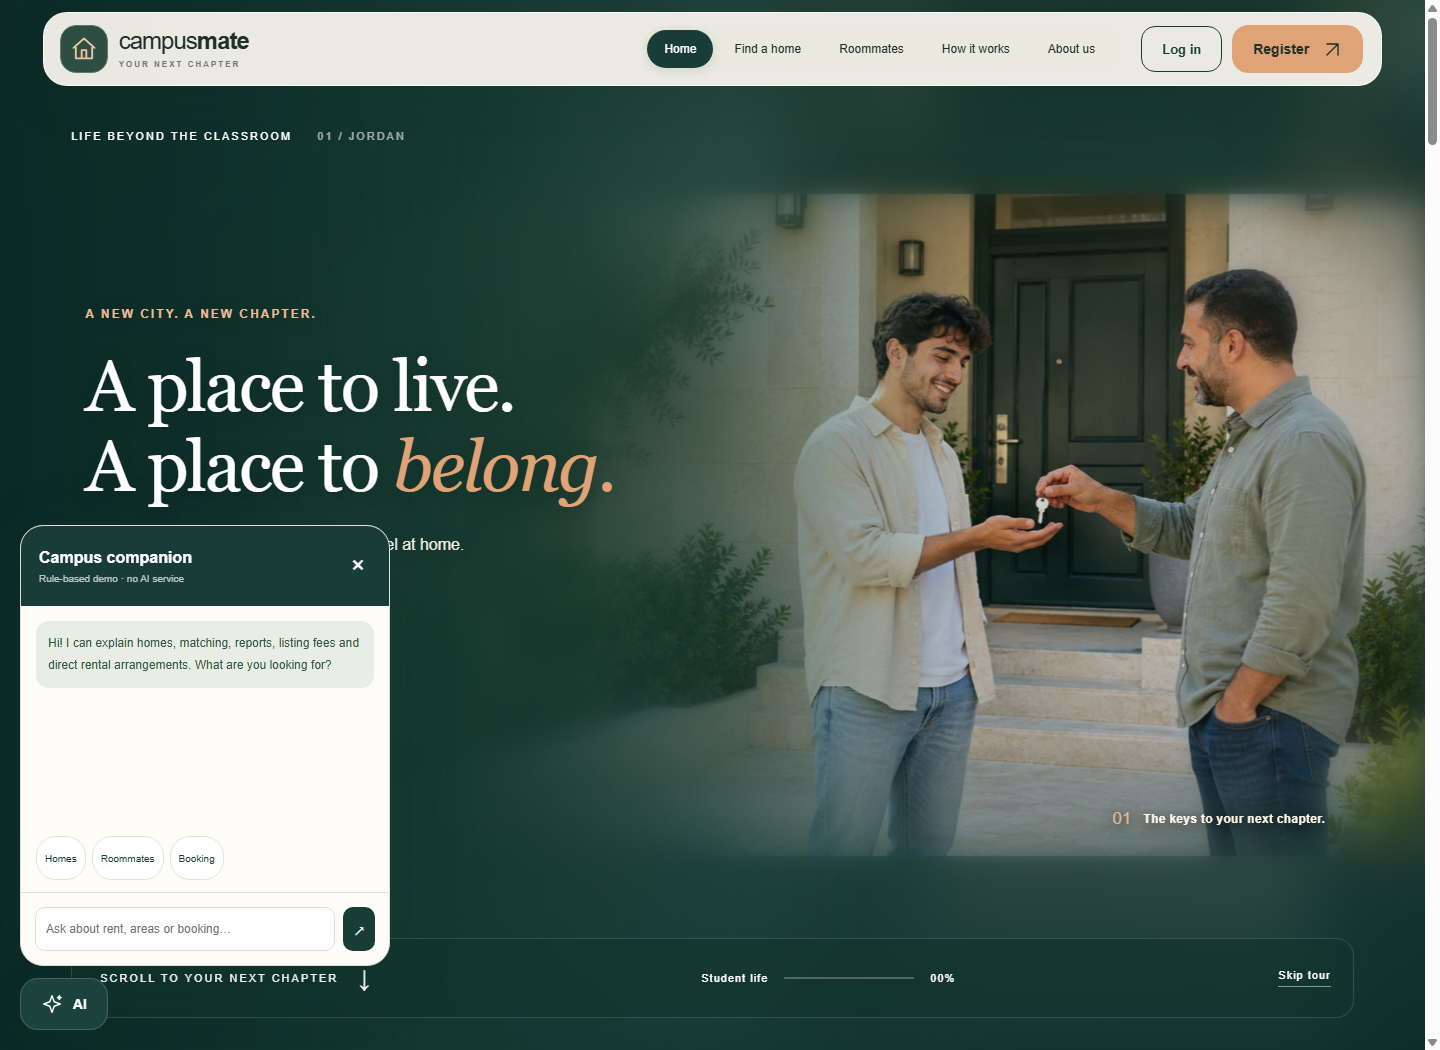 campusmate
YOUR NEXT CHAPTER
Home
Find a home
Roommates
How it works
About us
Log in
Register
LIFE BEYOND THE CLASSROOM
01 / JORDAN
A NEW CITY. A NEW CHAPTER.
A place to live.
A place to belong.
at home.
Campus companion
Rule-based demo · no AI service
Hi! I can explain homes, matching, reports, listing fees and
direct rental arrangements. What are you looking for?
Homes
Roommates
Booking
Ask about rent, areas or booking...
01 The keys to your next chapter.
SCROLL TO YOUR NEXT CHAPTER
Student life
00%
Skip tour
AI